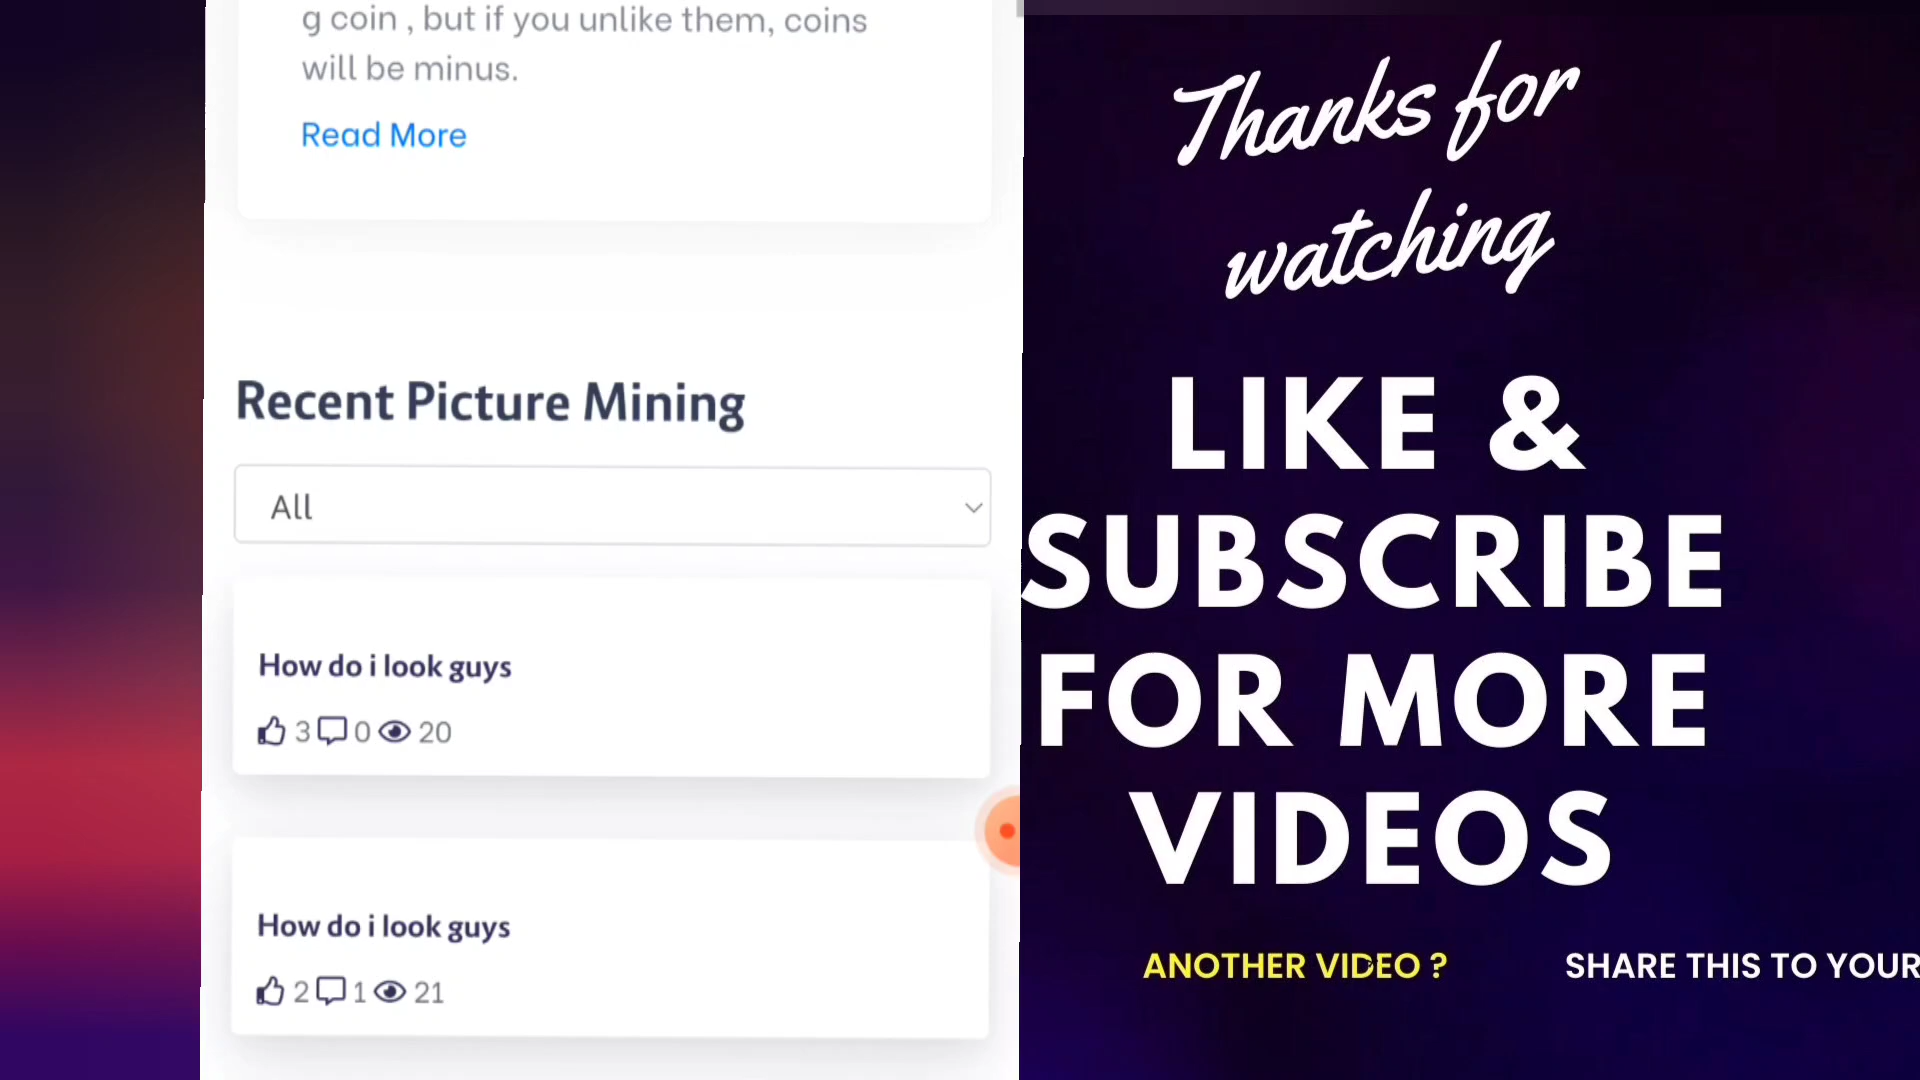 g coin , but if you unlike them, coins
will be minus.
Read More
Recent Picture Mining
All
How do i look guys
3 0 20
How do i look guys
2 1 21
Thanks for
watching
LIKE &
SUBSCRIBE
FOR MORE
VIDEOS
ANOTHER VIDEO ?
SHARE THIS TO YOUR